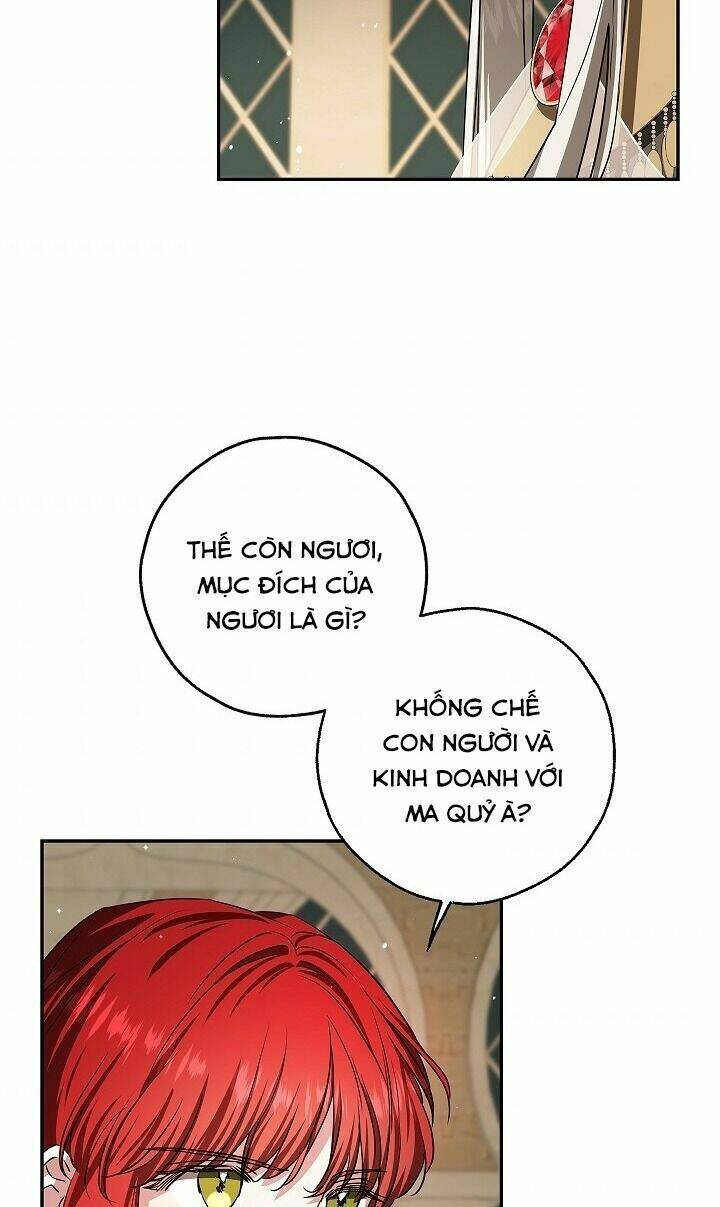 THẾ CÒN NGƯƠI,
MỤC ĐÍCH CỦA
NGƯƠI LÀ GÌ?
KHỐNG CHẾ
CON NGƯỜI VÀ
KINH DOANH VỚI
MA QUỶ À?